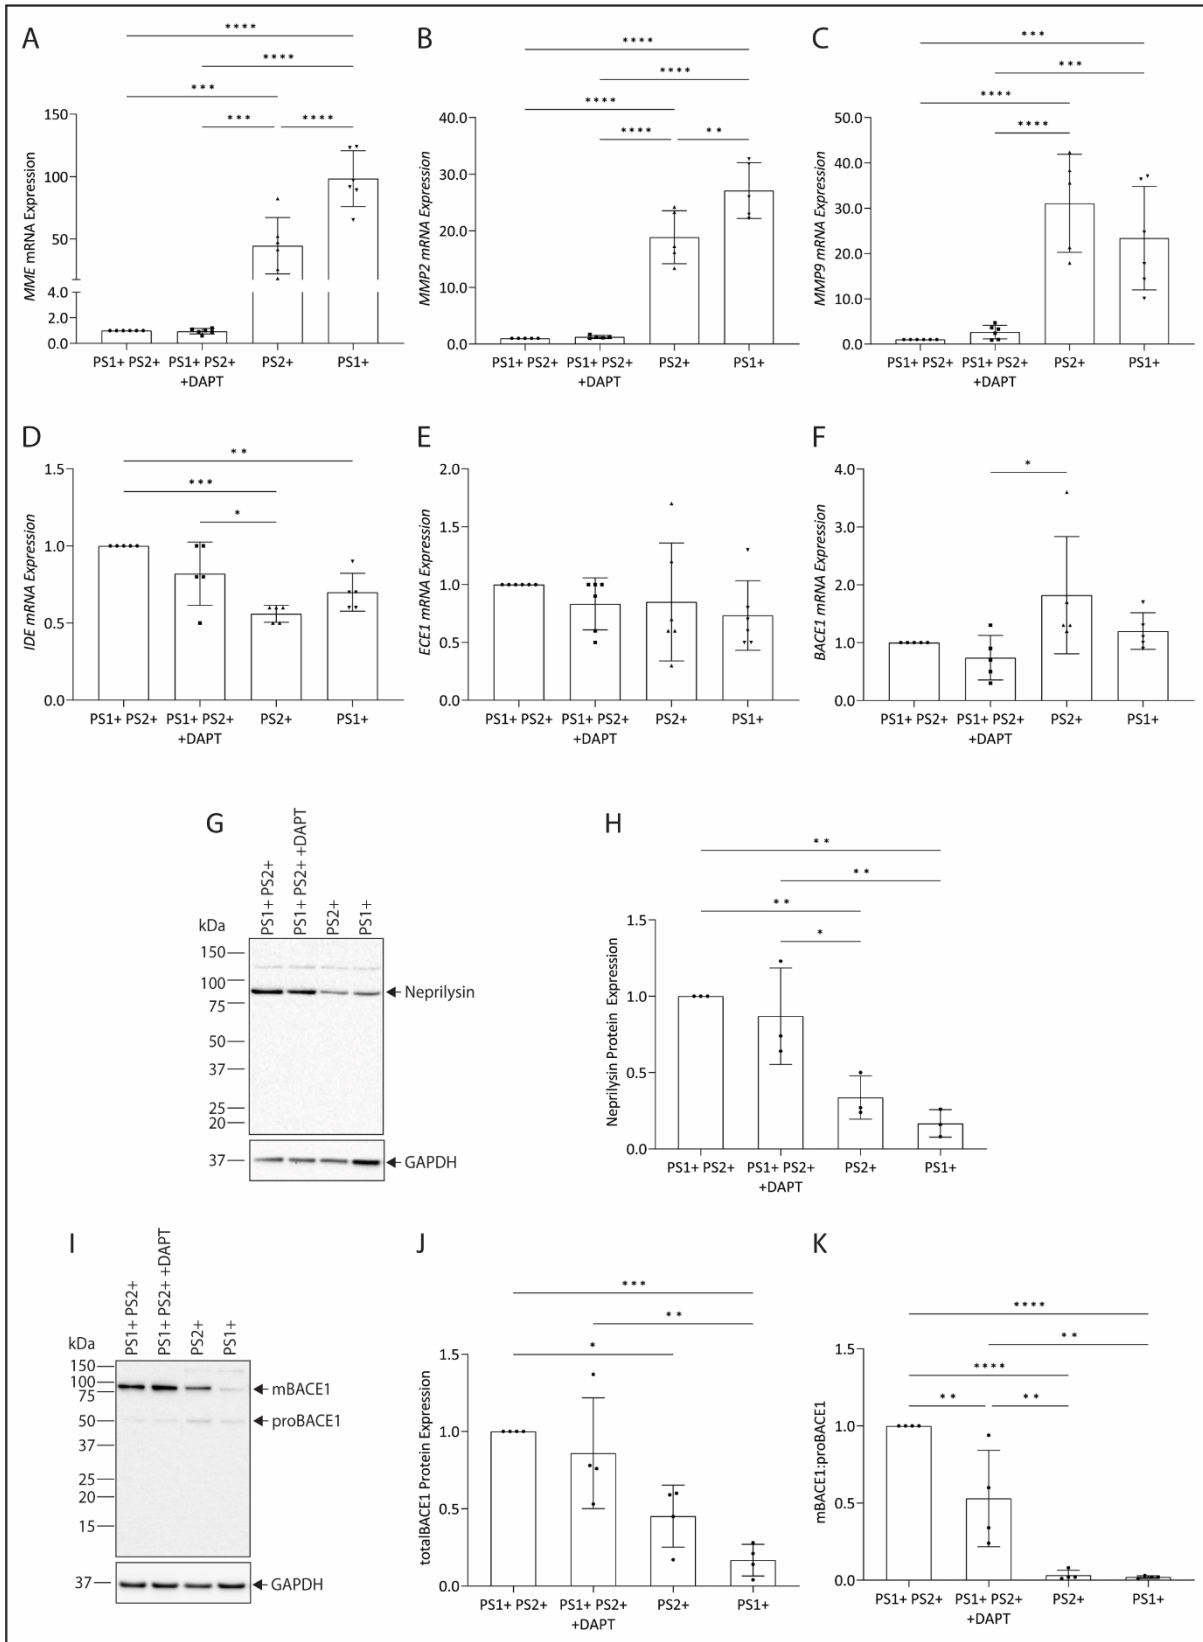 A
****
****
***
***
****
MME mRNA Expression
150
100
50
4.0
2.0
1.0
0.0
PS1+ PS2+
PS1+ PS2+
+DAPT
PS2+
PS1+
B
****
****
****
****
**
MMP2 mRNA Expression
40.0
30.0
20.0
10.0
0.0
PS1+ PS2+
PS1+ PS2+
+DAPT
PS2+
PS1+
C
***
***
****
****
MMP9 mRNA Expression
50.0
40.0
30.0
20.0
10.0
0.0
PS1+ PS2+
PS1+ PS2+
+DAPT
PS2+
PS1+
D
**
***
*
IDE mRNA Expression
1.5
1.0
0.5
0.0
PS1+ PS2+
PS1+ PS2+
+DAPT
PS2+
PS1+
E
ECE1 mRNA Expression
2.0
1.5
1.0
0.5
0.0
PS1+ PS2+
PS1+ PS2+
+DAPT
PS2+
PS1+
F
*
BACE1 mRNA Expression
4.0
3.0
2.0
1.0
0.0
PS1+ PS2+
PS1+ PS2+
+DAPT
PS2+
PS1+
G
PS1+ PS2+
PS1+ PS2+ +DAPT
PS2+
PS1+
kDa
150
100
75
50
37
25
20
Neprilysin
37
GAPDH
H
**
**
**
*
Neprilysin Protein Expression
1.5
1.0
0.5
0.0
PS1+ PS2+
PS1+ PS2+
+DAPT
PS2+
PS1+
I
PS1+ PS2+
PS1+ PS2+ +DAPT
PS2+
PS1+
kDa
150
100
75
50
37
25
20
15
mBACE1
proBACE1
37
GAPDH
J
***
**
*
totalBACE1 Protein Expression
1.5
1.0
0.5
0.0
PS1+ PS2+
PS1+ PS2+
+DAPT
PS2+
PS1+
K
****
**
****
**
**
mBACE1:proBACE1
1.5
1.0
0.5
0.0
PS1+ PS2+
PS1+ PS2+
+DAPT
PS2+
PS1+